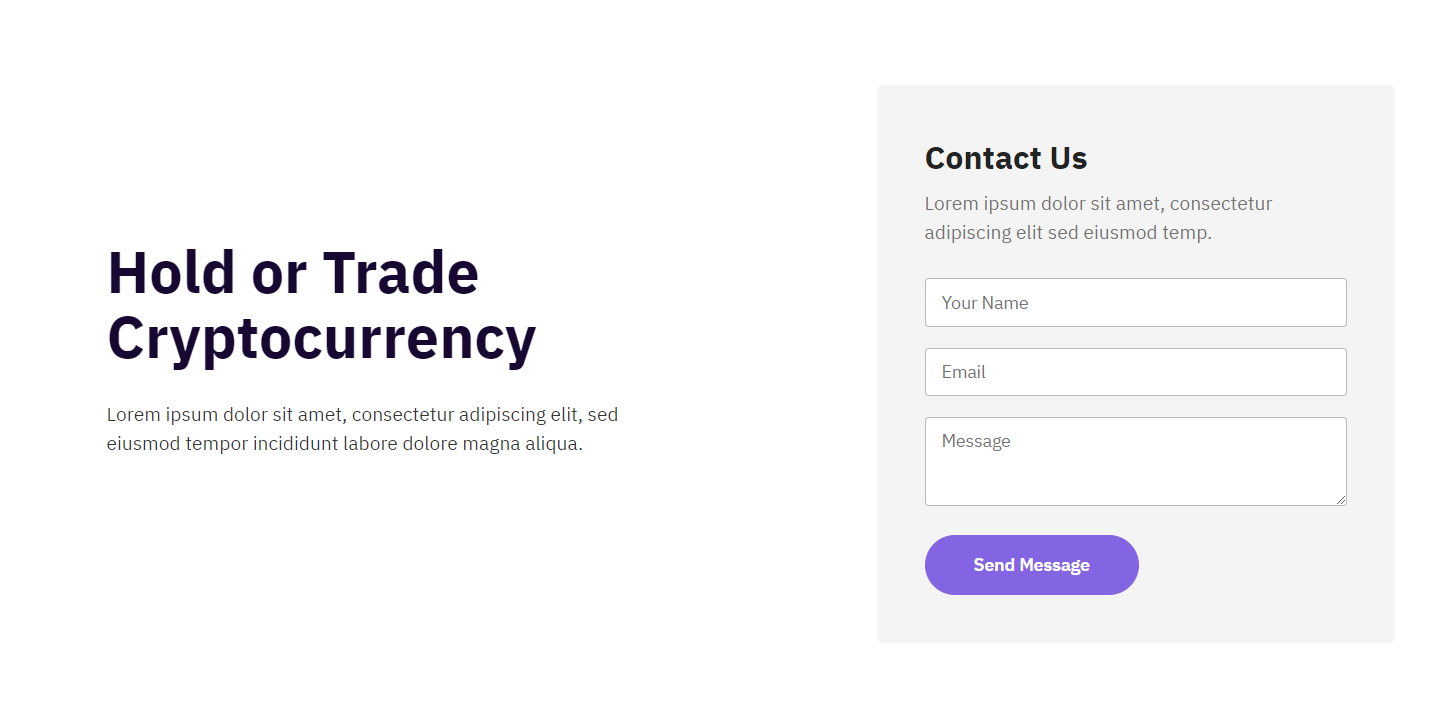 Hold or Trade
Cryptocurrency
Lorem ipsum dolor sit amet, consectetur adipiscing elit, sed
eiusmod tempor incididunt labore dolore magna aliqua.
Contact Us
Lorem ipsum dolor sit amet, consectetur
adipiscing elit sed eiusmod temp.
Your Name
Email
Message
Send Message